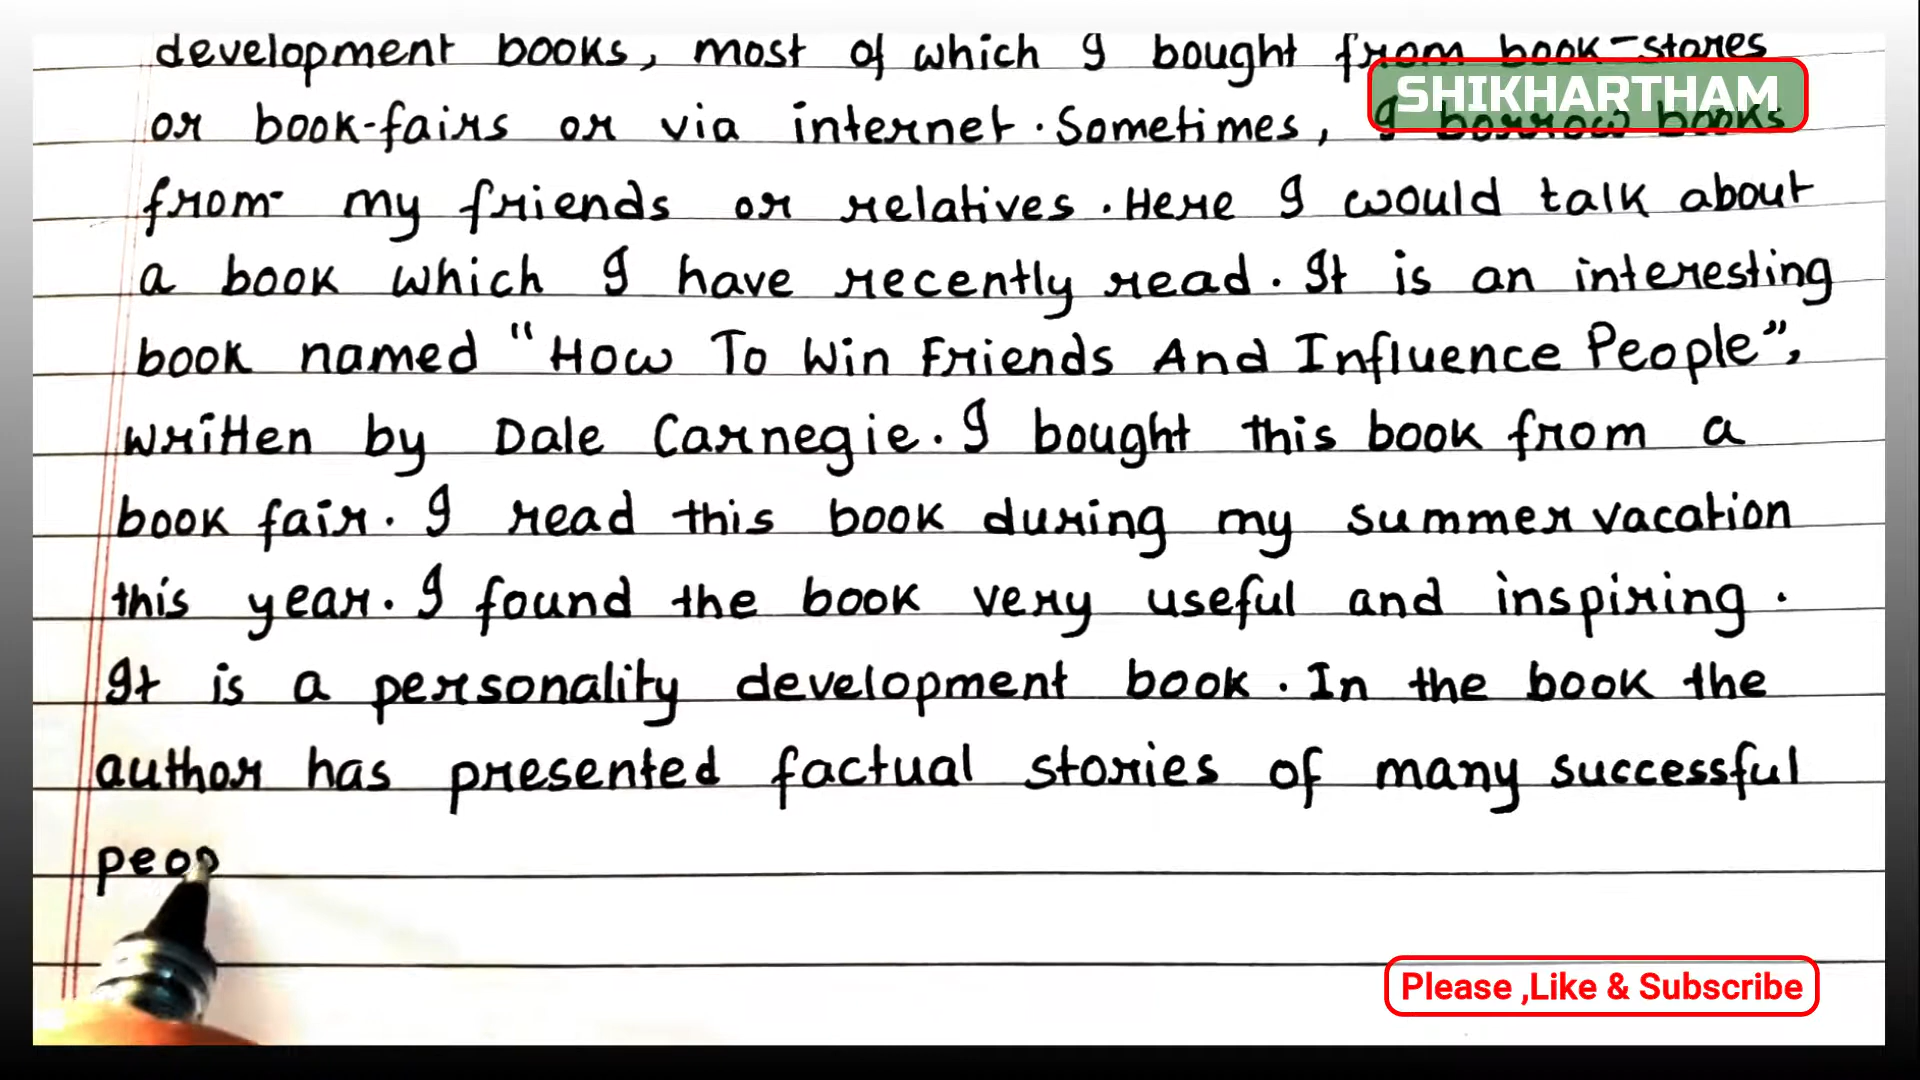 development books, most of which I bought from book-stores
SHIKHARTHAM
or book-fairs or via internet. Sometimes, I borrow books
from my friends or relatives. Here I would talk about
a book which I have recently read. It is an interesting
book named "How To Win Friends And Influence People",
written by Dale Carnegie. I bought this book from a
book fair. I read this book during my summer vacation
this year. I found the book very useful and inspiring.
It is a personality development book. In the book the
author has presented factual stories of many successful
peop
Please ,Like & Subscribe